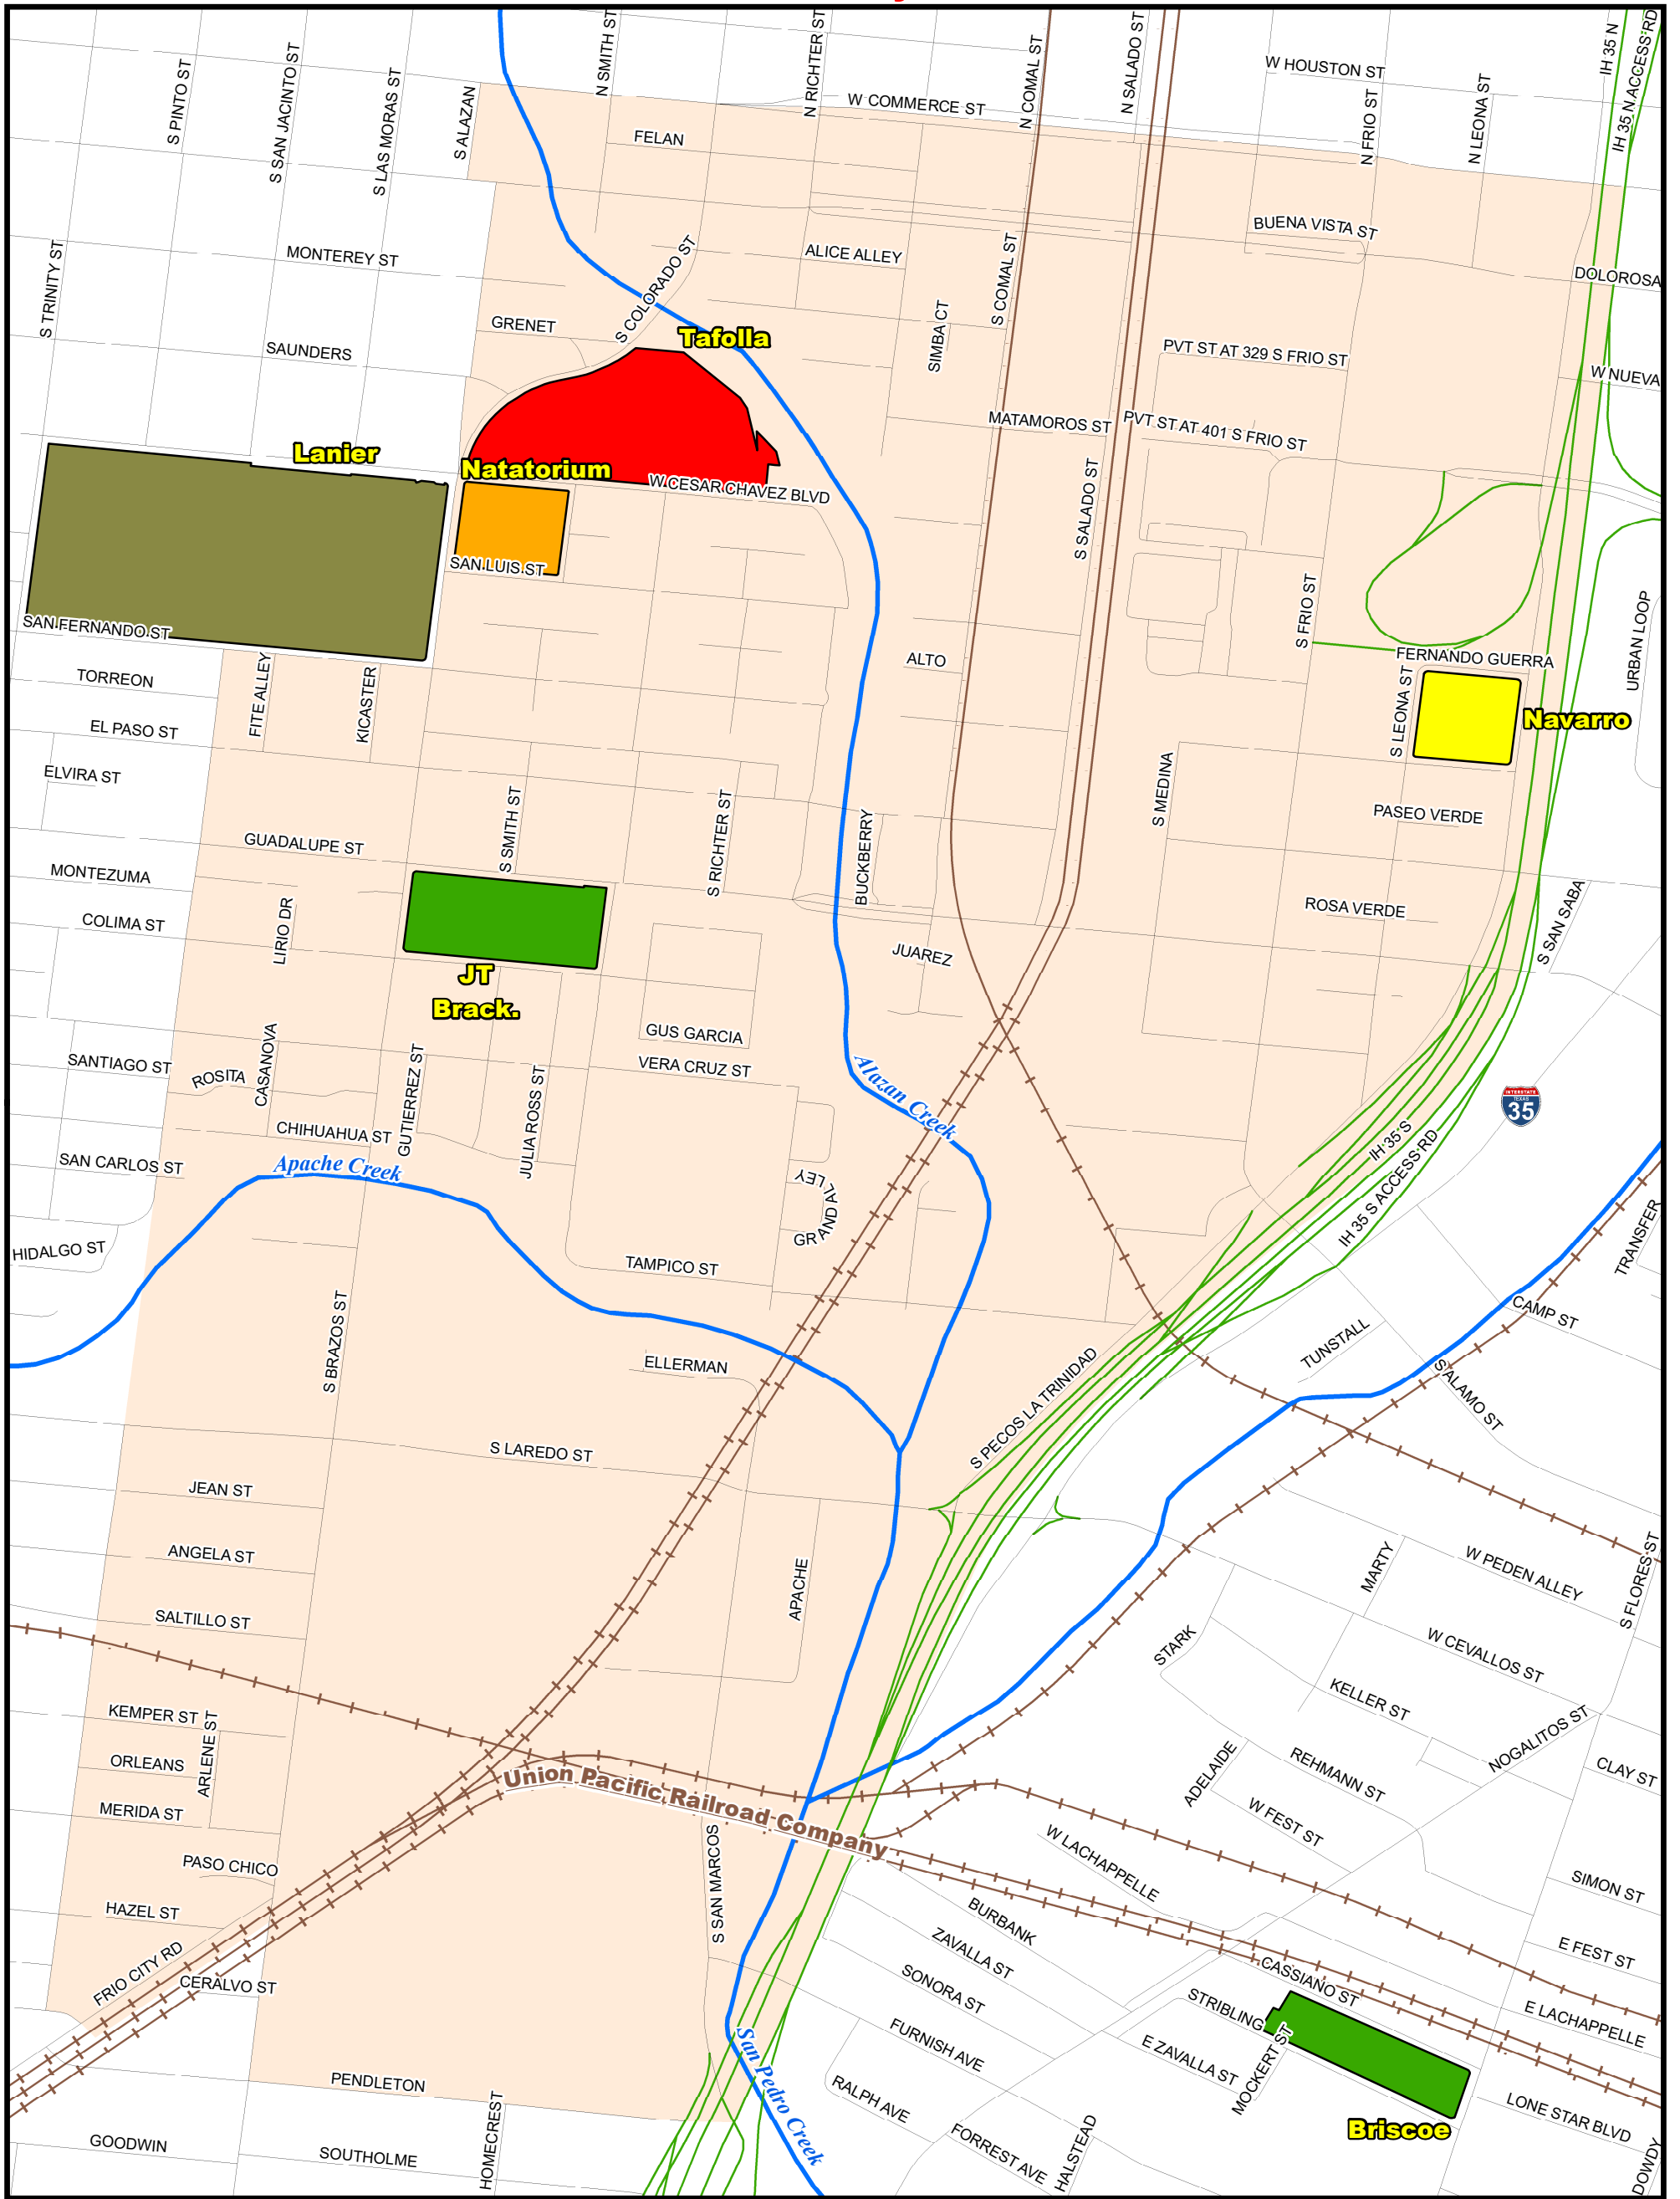 S PINTO ST
S SAN JACINTO ST
S LAS MORAS ST
S ALAZAN
N SMITH ST
N RICHTER ST
N COMAL ST
N SALADO ST
W HOUSTON ST
N FRIO ST
N LEONA ST
IH 35 N
IH 35 N ACCESS RD
W COMMERCE ST
FELAN
S TRINITY ST
MONTEREY ST
S COLORADO ST
ALICE ALLEY
S COMAL ST
BUENA VISTA ST
DOLOROSA
GRENET
Tafolla
SIMBA CT
SAUNDERS
PVT ST AT 329 S FRIO ST
W NUEVA
MATAMOROS ST
PVT ST AT 401 S FRIO ST
Lanier
Natatorium
W CESAR CHAVEZ BLVD
S SALADO ST
SAN LUIS ST
S FRIO ST
URBAN LOOP
SAN FERNANDO ST
ALTO
FERNANDO GUERRA
TORREON
FITE ALLEY
KICASTER
S LEONA ST
Navarro
EL PASO ST
ELVIRA ST
S MEDINA
PASEO VERDE
S SMITH ST
S RICHTER ST
BUCKBERRY
GUADALUPE ST
MONTEZUMA
COLIMA ST
LIRIO DR
ROSA VERDE
S SAN SABA
JUAREZ
JT
Brack.
GUS GARCIA
VERA CRUZ ST
SANTIAGO ST
ROSITA
CASANOVA
GUTIERREZ ST
JULIA ROSS ST
Alazan Creek
INTERSTATE
TEXAS
35
CHIHUAHUA ST
SAN CARLOS ST
Apache Creek
IH 35 S
IH 35 S ACCESS RD
GRAND ALLEY
HIDALGO ST
TAMPICO ST
TRANSFER
CAMP ST
TUNSTALL
S BRAZOS ST
ELLERMAN
S ALAMO ST
S PECOS LA TRINIDAD
S LAREDO ST
JEAN ST
ANGELA ST
APACHE
MARTY
W PEDEN ALLEY
S FLORES ST
SALTILLO ST
STARK
W CEVALLOS ST
KELLER ST
KEMPER ST
ARLENE ST
NOGALITOS ST
ORLEANS
ADELAIDE
REHMANN ST
CLAY ST
Union Pacific Railroad Company
MERIDA ST
W FEST ST
W LACHAPPELLE
PASO CHICO
S SAN MARCOS
SIMON ST
HAZEL ST
BURBANK
ZAVALLA ST
E FEST ST
FRIO CITY RD
CERALVO ST
SONORA ST
CASSIANO ST
STRIBLING
E LACHAPPELLE
FURNISH AVE
E ZAVALLA ST
MOCKERT ST
San Pedro Creek
PENDLETON
RALPH AVE
LONE STAR BLVD
Briscoe
GOODWIN
SOUTHOLME
HOMECREST
FORREST AVE
HALSTEAD
DOWDY